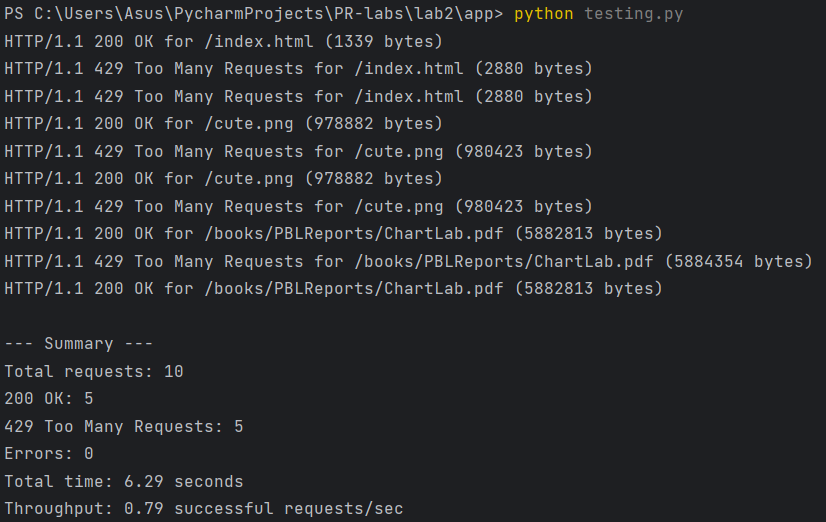 PS C:\Users\Asus\PycharmProjects\PR-labs\lab2\app> python testing.py
HTTP/1.1 200 OK for /index.html (1339 bytes)
HTTP/1.1 429 Too Many Requests for /index.html (2880 bytes)
HTTP/1.1 429 Too Many Requests for /index.html (2880 bytes)
HTTP/1.1 200 OK for /cute.png (978882 bytes)
HTTP/1.1 429 Too Many Requests for /cute.png (980423 bytes)
HTTP/1.1 200 OK for /cute.png (978882 bytes)
HTTP/1.1 429 Too Many Requests for /cute.png (980423 bytes)
HTTP/1.1 200 OK for /books/PBLReports/ChartLab.pdf (5882813 bytes)
HTTP/1.1 429 Too Many Requests for /books/PBLReports/ChartLab.pdf (5884354 bytes)
HTTP/1.1 200 OK for /books/PBLReports/ChartLab.pdf (5882813 bytes)

--- Summary ---
Total requests: 10
200 OK: 5
429 Too Many Requests: 5
Errors: 0
Total time: 6.29 seconds
Throughput: 0.79 successful requests/sec